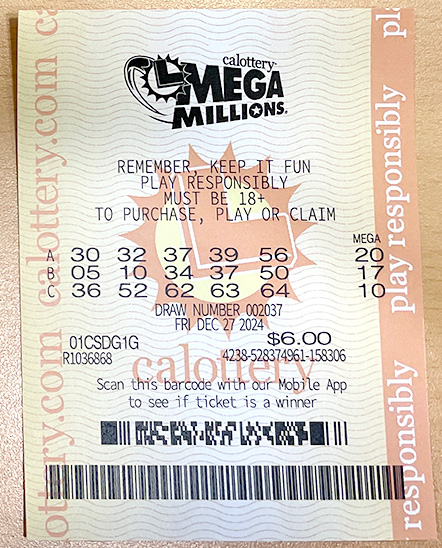 calottery
MEGA
MILLIONS
REMEMBER, KEEP IT FUN
PLAY RESPONSIBLY
MUST BE 18+
TO PURCHASE, PLAY OR CLAIM
MEGA
A 30 32 37 39 56 20
B 05 10 34 37 50 17
C 36 52 62 63 64 10
DRAW NUMBER 002037
FRI DEC 27 2024
01CSDG1G $6.00
R1036868 4238-528374961-158306
calottery
Scan this barcode with our Mobile App
to see if ticket is a winner
ottery.com calottery.com ca
responsibly play responsibly pl